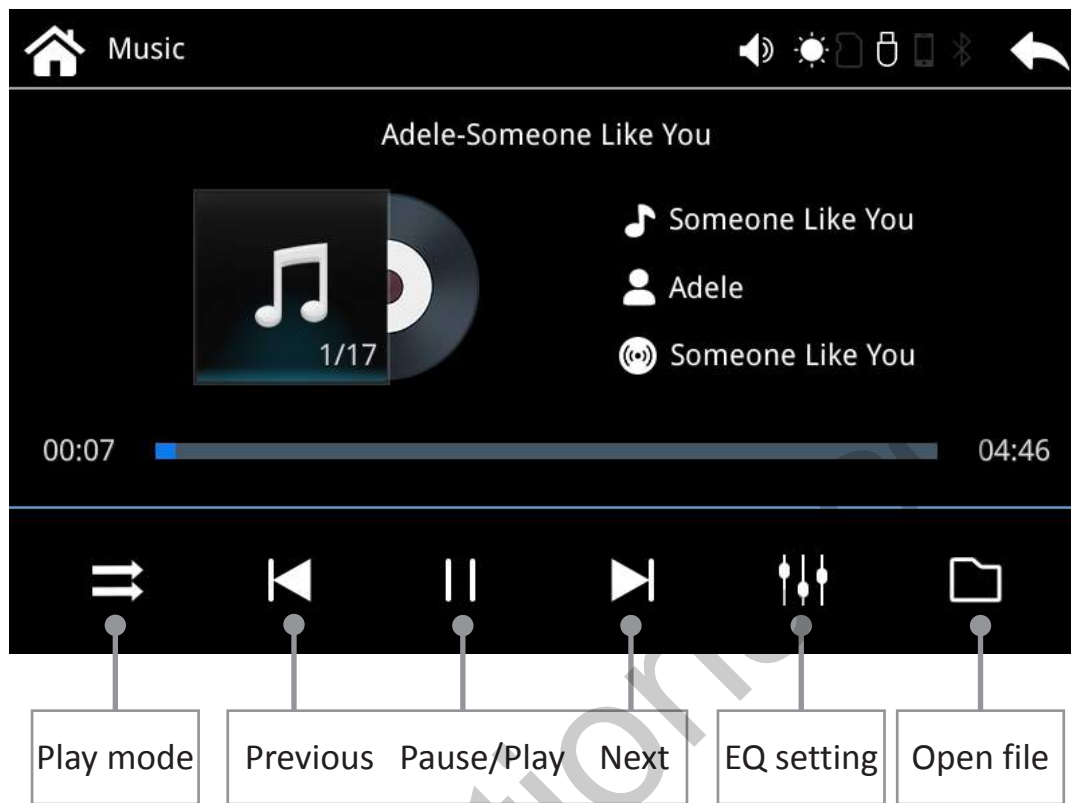 Music
Adele-Someone Like You
Someone Like You
Adele
1/17
Someone Like You
00:07 04:46
Play mode Previous Pause/Play Next EQ setting Open file